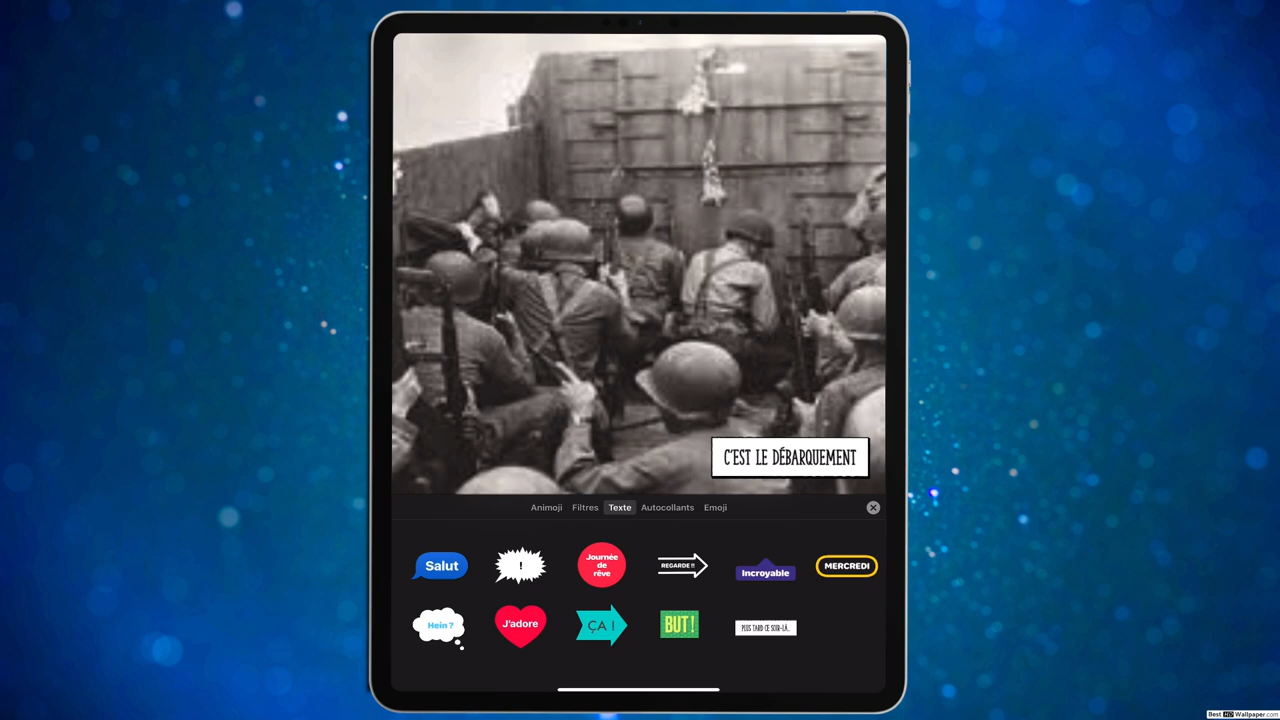 C'EST LE DÉBARQUEMENT
Animoji Filtres Texte Autocollants Emoji
Salut
!
Journée
de
rêve
REGARDE !!
Incroyable
MERCREDI
Hein ?
J'adore
ÇA !
BUT !
PLUS TARD CE SOIR-LÀ...
Best HD Wallpaper.com